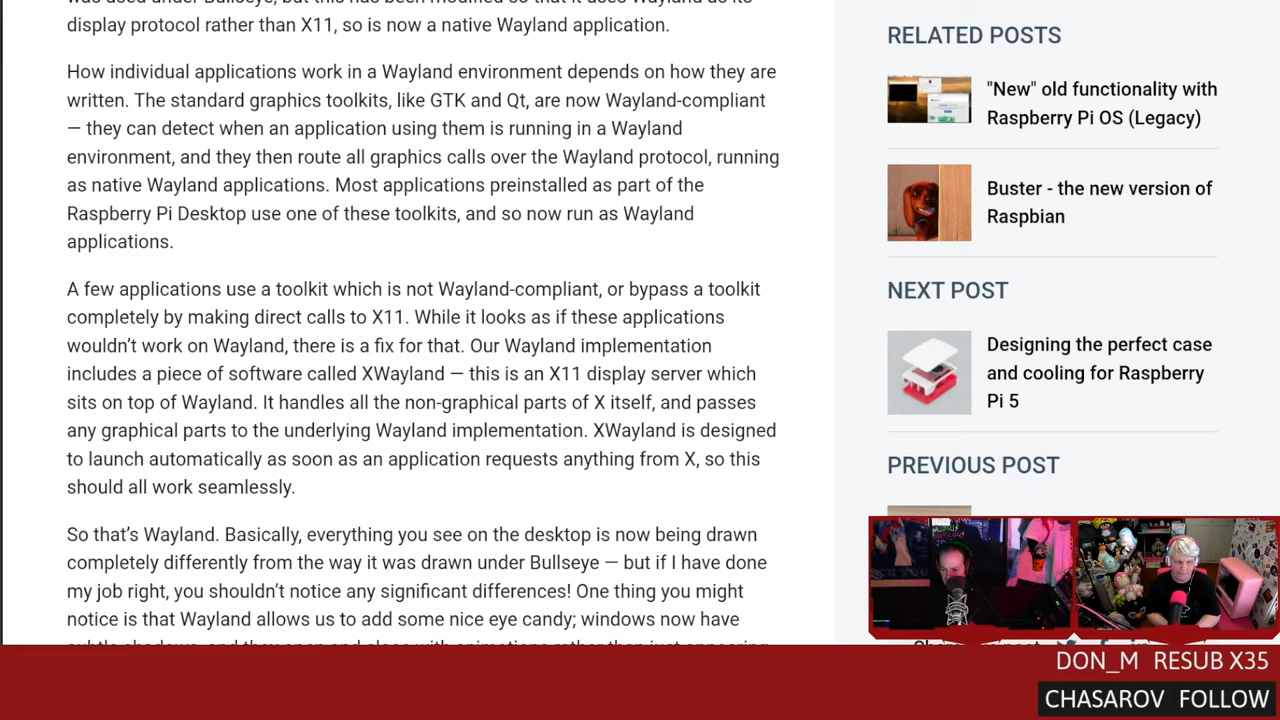 was used under Bullseye, but this has been modified so that it uses Wayland as its
display protocol rather than X11, so is now a native Wayland application.
How individual applications work in a Wayland environment depends on how they are
written. The standard graphics toolkits, like GTK and Qt, are now Wayland-compliant
— they can detect when an application using them is running in a Wayland
environment, and they then route all graphics calls over the Wayland protocol, running
as native Wayland applications. Most applications preinstalled as part of the
Raspberry Pi Desktop use one of these toolkits, and so now run as Wayland
applications.
A few applications use a toolkit which is not Wayland-compliant, or bypass a toolkit
completely by making direct calls to X11. While it looks as if these applications
wouldn’t work on Wayland, there is a fix for that. Our Wayland implementation
includes a piece of software called XWayland — this is an X11 display server which
sits on top of Wayland. It handles all the non-graphical parts of X itself, and passes
any graphical parts to the underlying Wayland implementation. XWayland is designed
to launch automatically as soon as an application requests anything from X, so this
should all work seamlessly.
So that’s Wayland. Basically, everything you see on the desktop is now being drawn
completely differently from the way it was drawn under Bullseye — but if I have done
my job right, you shouldn’t notice any significant differences! One thing you might
notice is that Wayland allows us to add some nice eye candy; windows now have
subtle shadows, and they open and close with animations rather than just appearing
RELATED POSTS
"New" old functionality with
Raspberry Pi OS (Legacy)
Buster - the new version of
Raspbian
NEXT POST
Designing the perfect case
and cooling for Raspberry
Pi 5
PREVIOUS POST
DON_M RESUB X35
CHASAROV FOLLOW